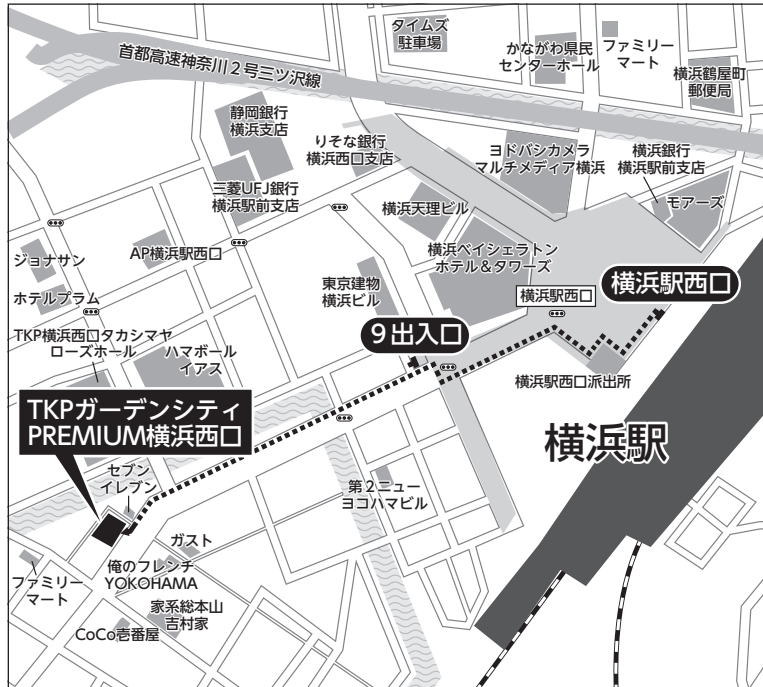 タイムズ
駐車場
かながわ県民
センターホール
ファミリー
マート
横浜鶴屋町
郵便局
首都高速神奈川2号三ツ沢線
静岡銀行
横浜支店
りそな銀行
横浜西口支店
ヨドバシカメラ
マルチメディア横浜
横浜銀行
横浜駅前支店
三菱UFJ銀行
横浜駅前支店
横浜天理ビル
モアーズ
ジョナサン
AP横浜駅西口
横浜ベイシェラトン
ホテル&タワーズ
東京建物
横浜ビル
横浜駅西口
横浜駅西口
ホテルプラム
9出入口
TKP横浜西口タカシマヤ
ローズホール
ハマボール
イアス
横浜駅西口派出所
TKPガーデンシティ
PREMIUM横浜西口
横浜駅
セブン
イレブン
第2ニュー
ヨコハマビル
ガスト
俺のフレンチ
YOKOHAMA
ファミリー
マート
家系総本山
吉村家
CoCo壱番屋